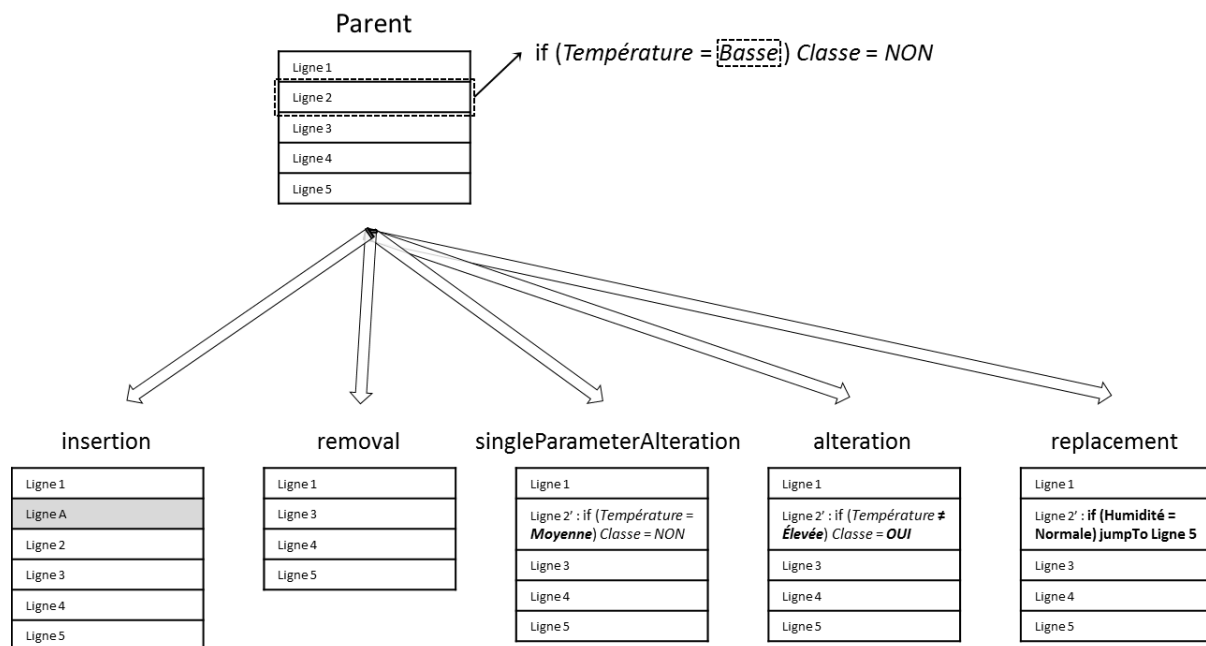 Parent
if (Température = Basse) Classe = NON
Ligne 1
Ligne 2
Ligne 3
Ligne 4
Ligne 5
insertion
Ligne 1
Ligne A
Ligne 2
Ligne 3
Ligne 4
Ligne 5
removal
Ligne 1
Ligne 3
Ligne 4
Ligne 5
singleParameterAlteration
Ligne 1
Ligne 2' : if (Température =
Moyenne) Classe = NON
Ligne 3
Ligne 4
Ligne 5
alteration
Ligne 1
Ligne 2' : if (Température ≠
Élevée) Classe = OUI
Ligne 3
Ligne 4
Ligne 5
replacement
Ligne 1
Ligne 2' : if (Humidité =
Normale) jumpTo Ligne 5
Ligne 3
Ligne 4
Ligne 5